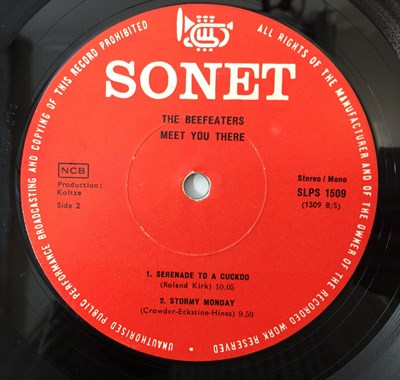 UNAUTHORISED PUBLIC PERFORMANCE BROADCASTING AND COPYING OF THIS RECORD PROHIBITED
ALL RIGHTS OF THE MANUFACTURER AND OF THE OWNER OF THE RECORDED WORK RESERVED
SONET
THE BEEFEATERS
MEET YOU THERE
NCB
Production:
Koltze
Side 2
Stereo/Mono
SLPS 1509
(1509 B/S)
1. SERENADE TO A CUCKOO
(Roland Kirk) 10.05
2. STORMY MONDAY
(Crowder-Eckstine-Hines) 9.59